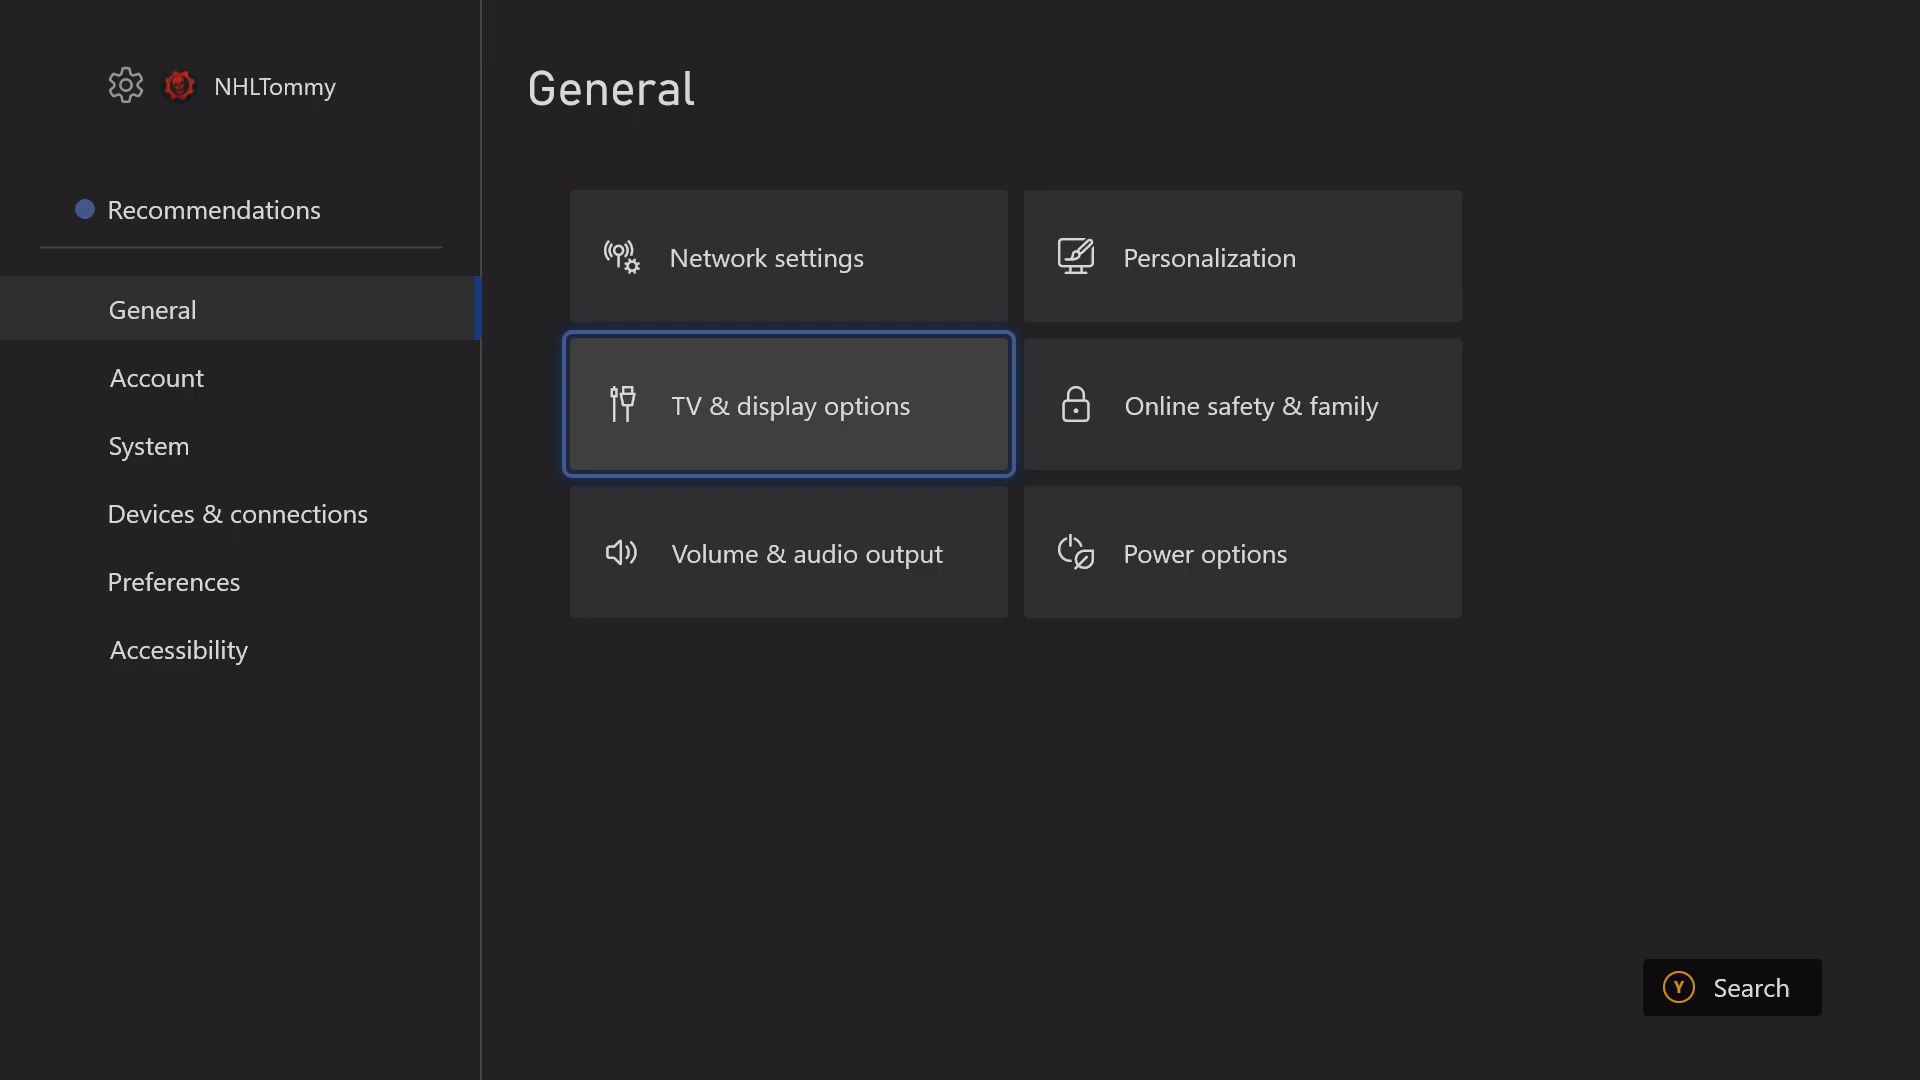 NHLTommy
Recommendations
General
Account
System
Devices & connections
Preferences
Accessibility
General
Network settings
Personalization
TV & display options
Online safety & family
Volume & audio output
Power options
Y Search